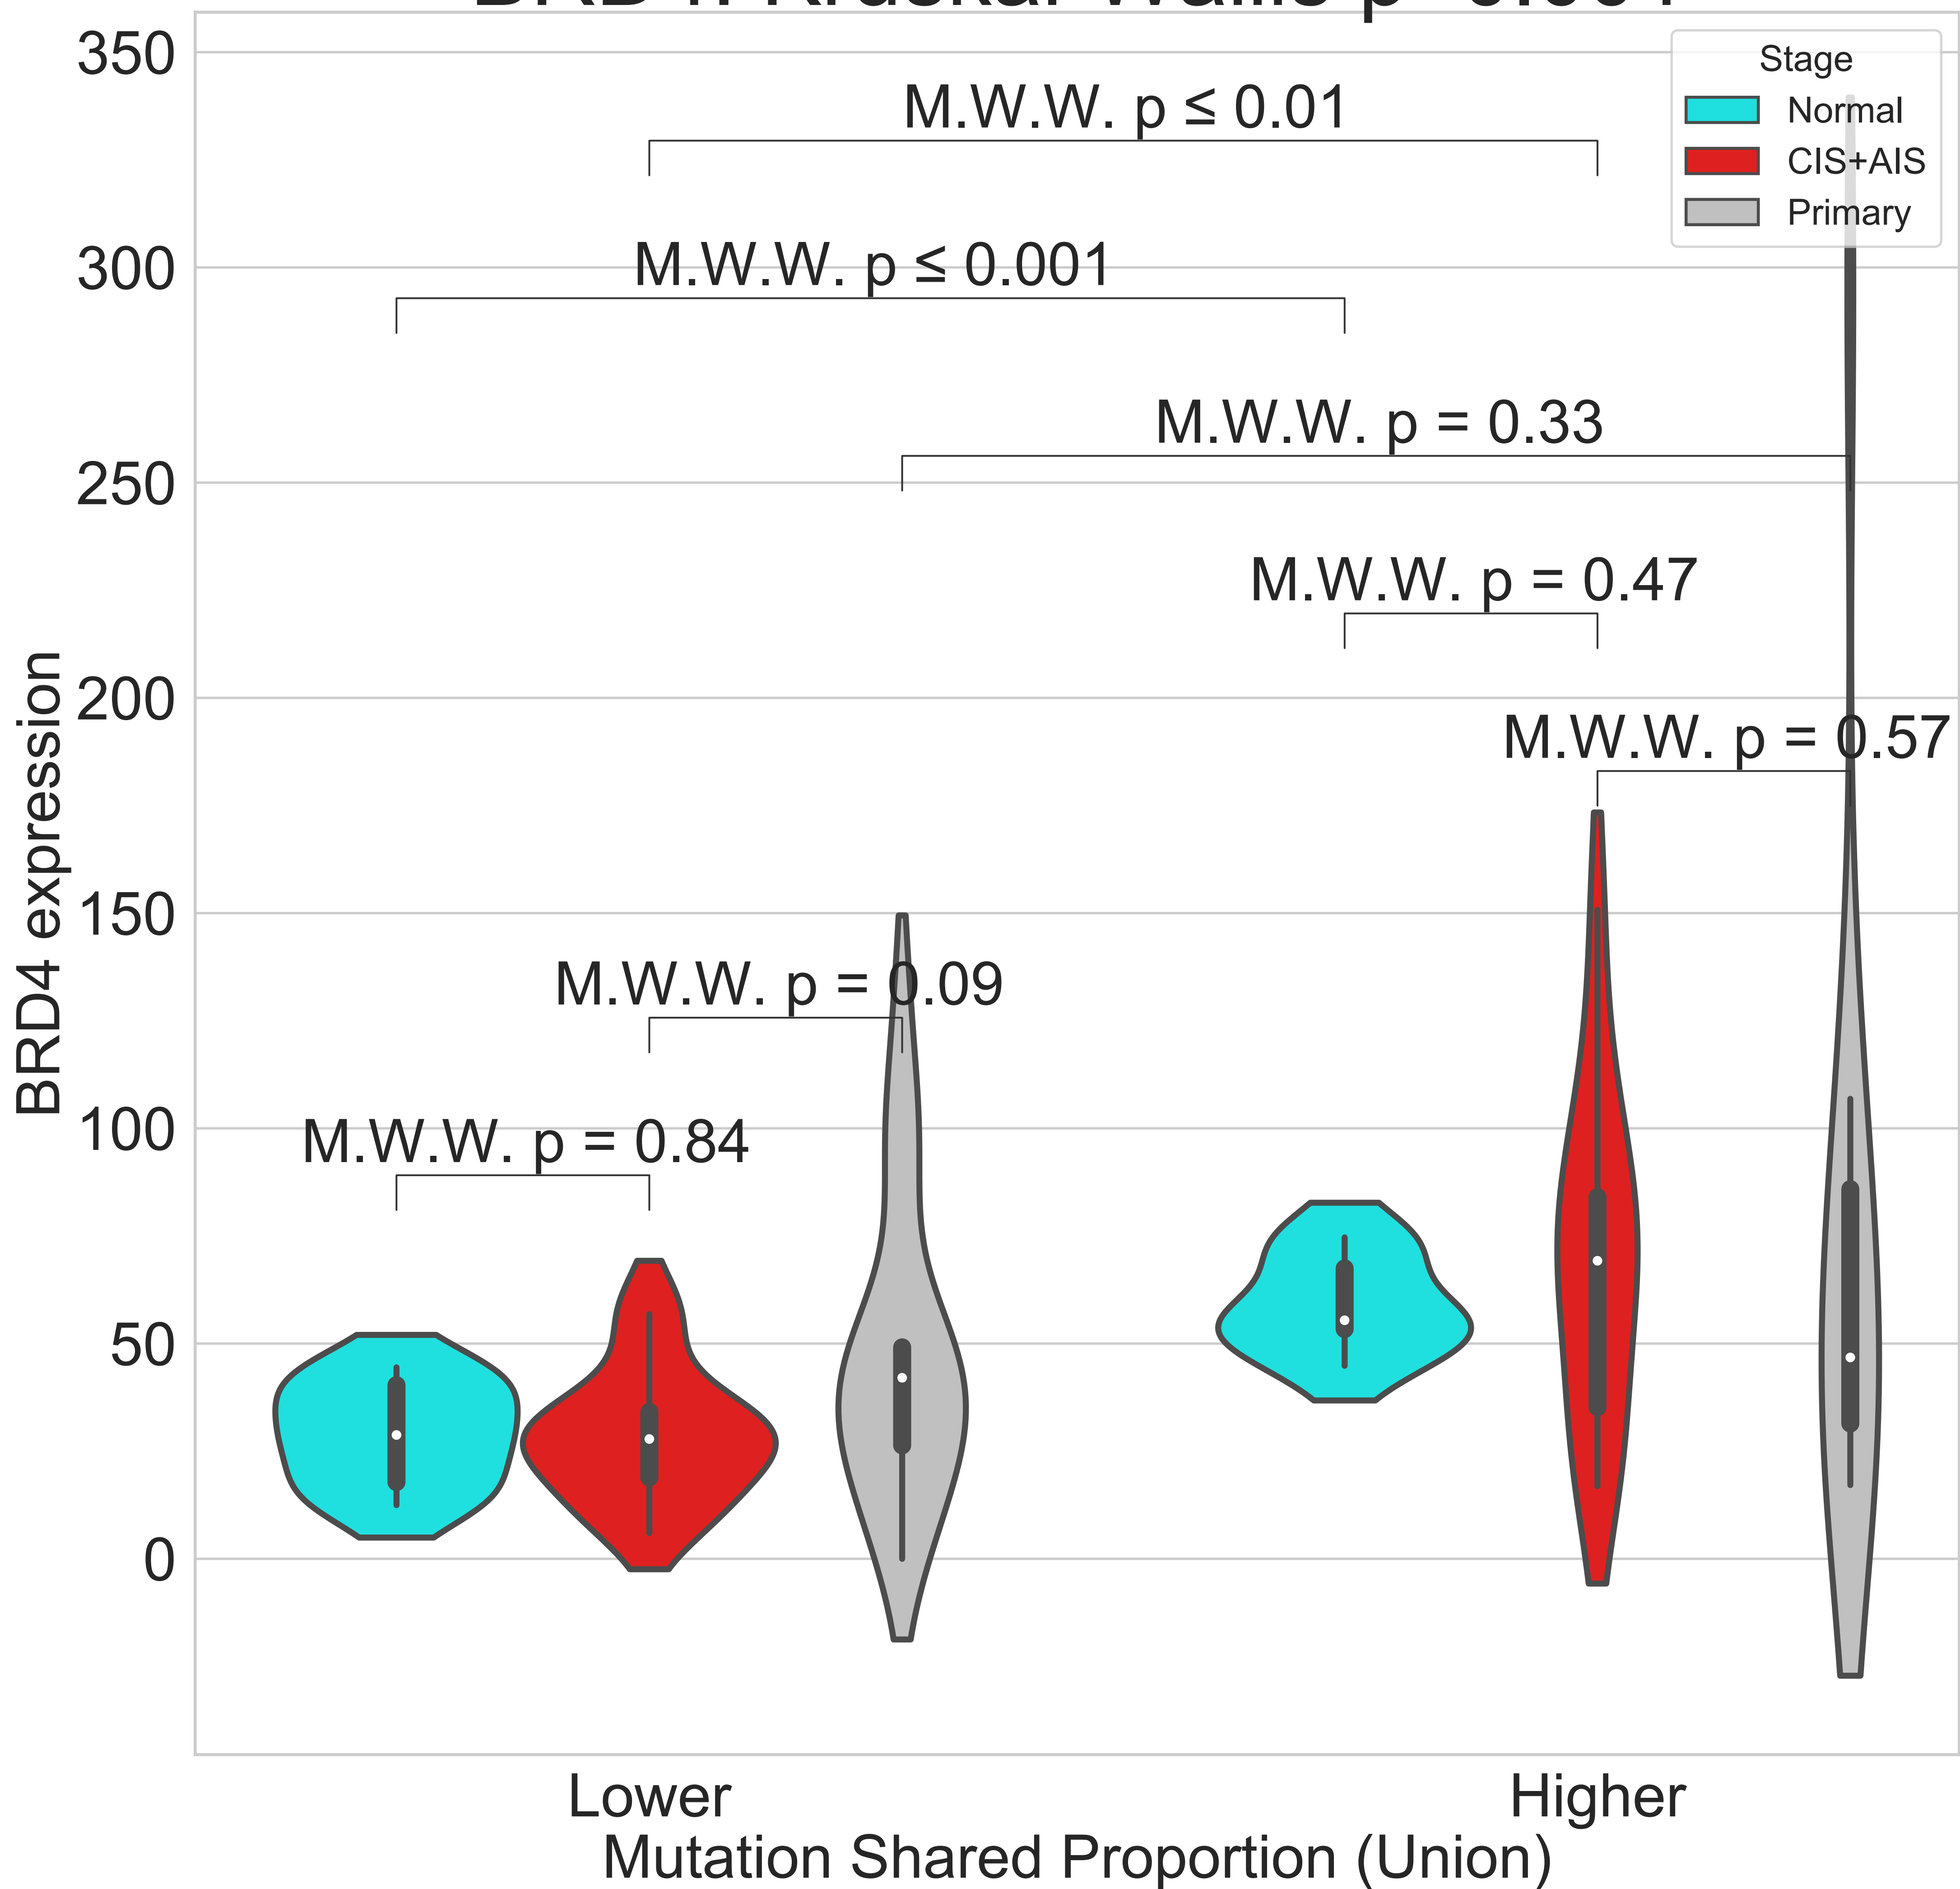 350
Stage
Normal
CIS+AIS
Primary
M.W.W. p ≤ 0.01
300
M.W.W. p ≤ 0.001
M.W.W. p = 0.33
250
M.W.W. p = 0.47
200
M.W.W. p = 0.57
BRD4 expression
150
M.W.W. p = 0.09
100
M.W.W. p = 0.84
50
0
Lower
Higher
Mutation Shared Proportion (Union)